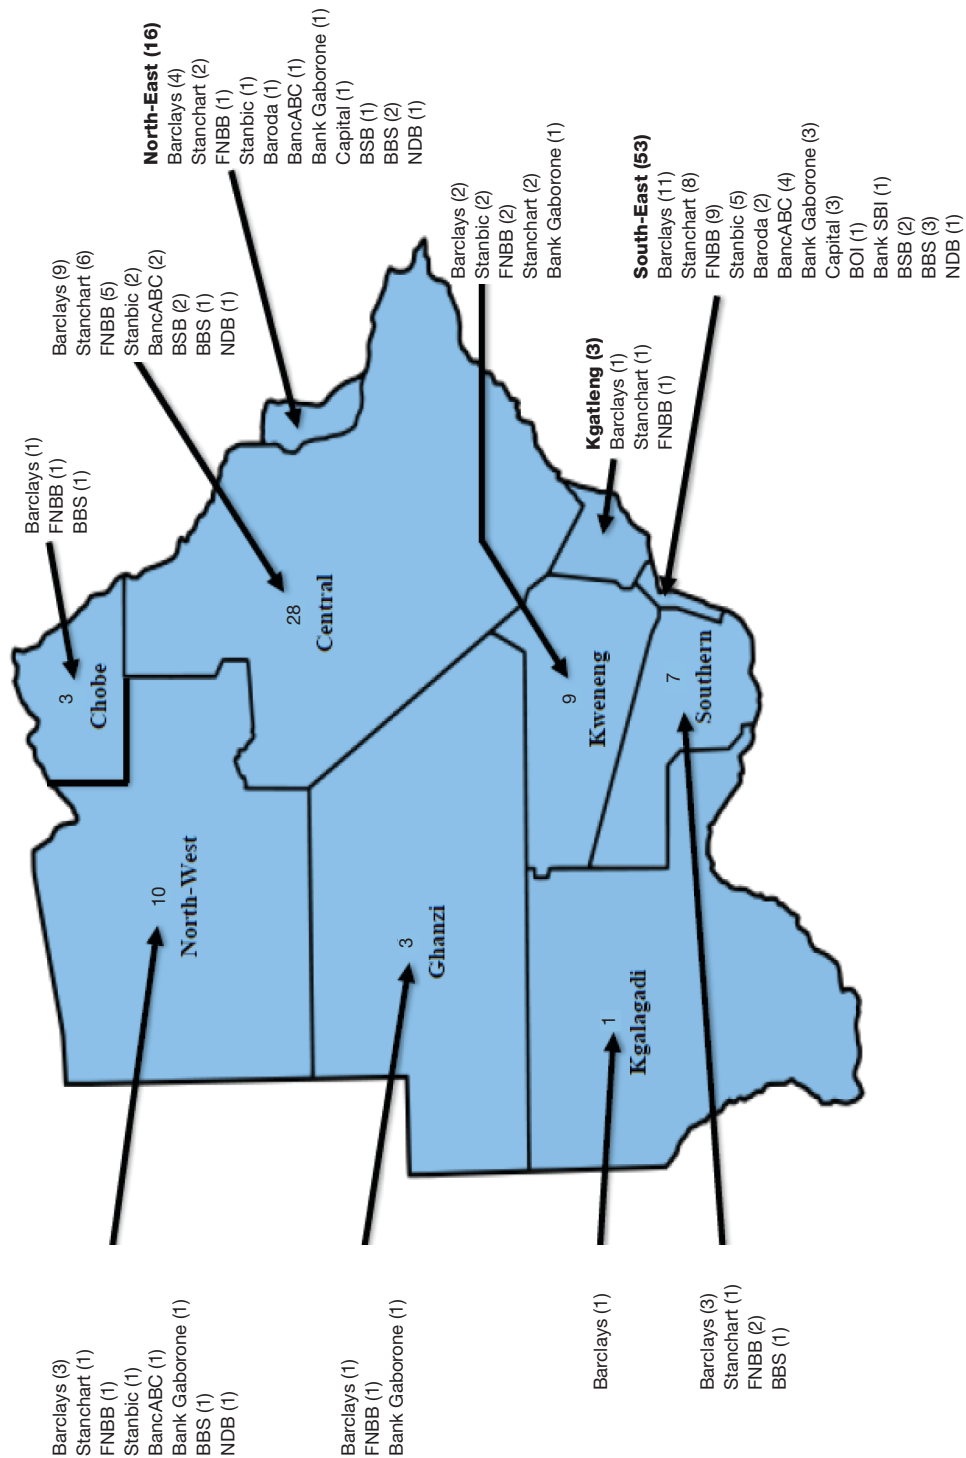 Barclays (3)
Stanchart (1)
FNBB (1)
Stanbic (1)
BancABC (1)
Bank Gaborone (1)
BBS (1)
NDB (1)
Barclays (1)
FNBB (1)
Bank Gaborone (1)
Barclays (1)
Barclays (3)
Stanchart (1)
FNBB (2)
BBS (1)
10
North-West
3
Ghanzi
1
Kgalagadi
3
Chobe
28
Central
9
Kweneng
7
Southern
Barclays (1)
FNBB (1)
BBS (1)
Barclays (9)
Stanchart (6)
FNBB (5)
Stanbic (2)
BancABC (2)
BSB (2)
BBS (1)
NDB (1)
North-East (16)
Barclays (4)
Stanchart (2)
FNBB (1)
Stanbic (1)
Baroda (1)
BancABC (1)
Bank Gaborone (1)
Capital (1)
BSB (1)
BBS (2)
NDB (1)
Barclays (2)
Stanbic (2)
FNBB (2)
Stanchart (2)
Bank Gaborone (1)
Kgatleng (3)
Barclays (1)
Stanchart (1)
FNBB (1)
South-East (53)
Barclays (11)
Stanchart (8)
FNBB (9)
Stanbic (5)
Baroda (2)
BancABC (4)
Bank Gaborone (3)
Capital (3)
BOI (1)
Bank SBI (1)
BSB (2)
BBS (3)
NDB (1)